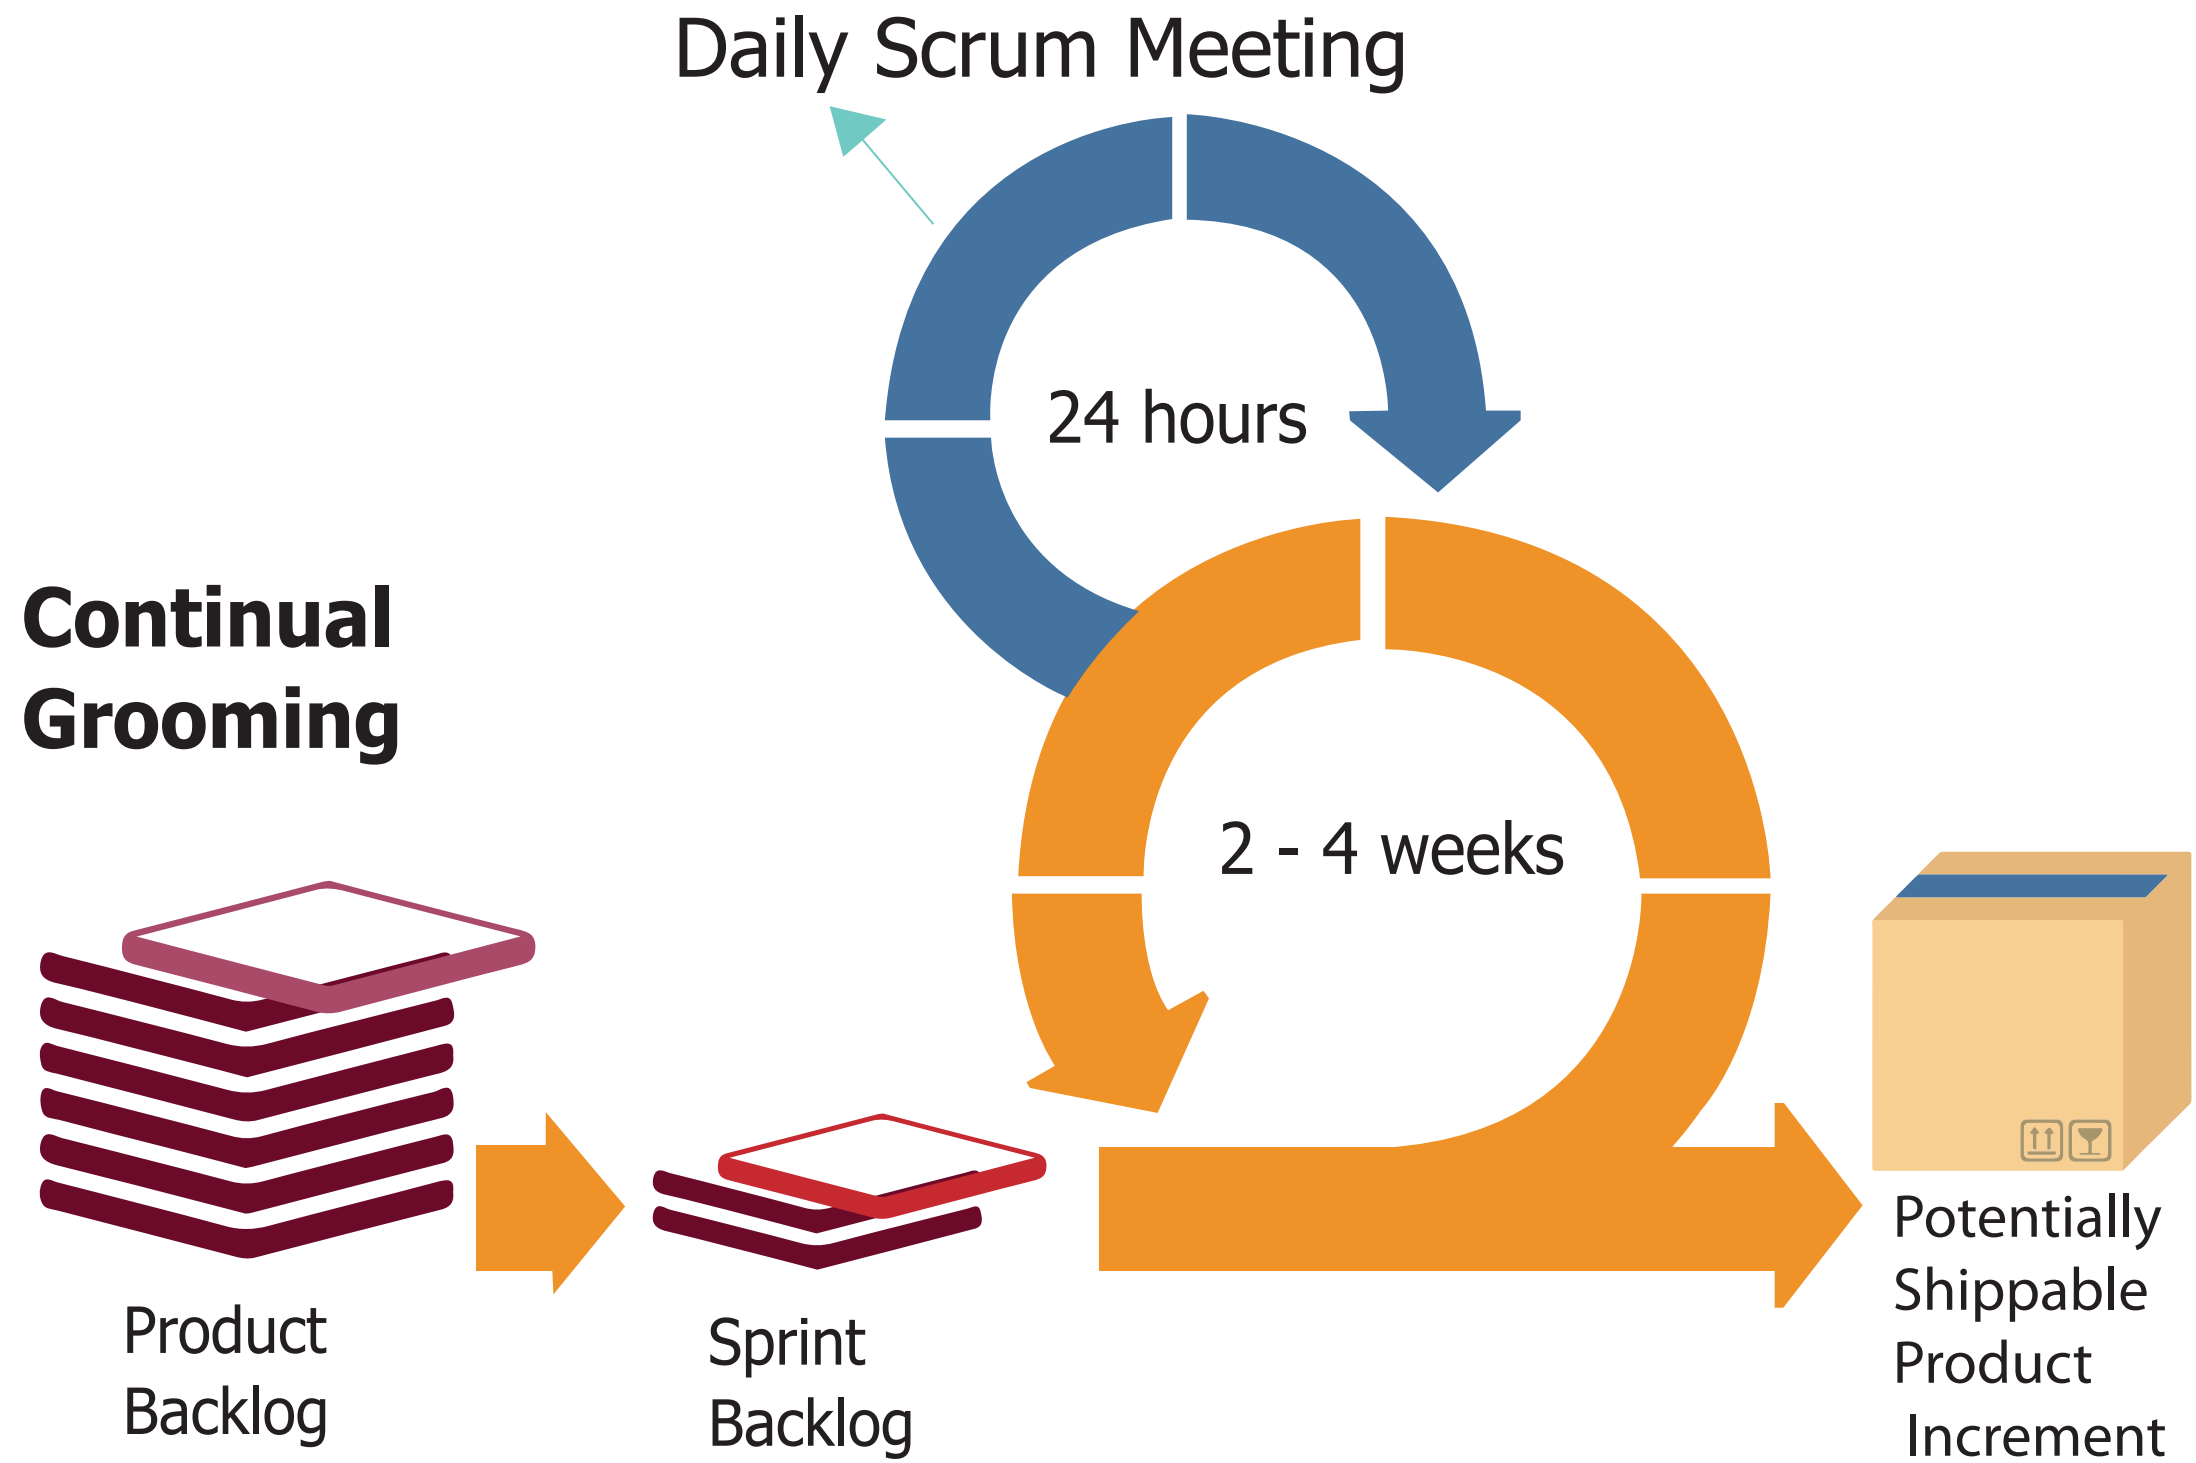 Daily Scrum Meeting
24 hours
Continual
Grooming
2 - 4 weeks
Product
Backlog
Sprint
Backlog
Potentially
Shippable
Product
Increment